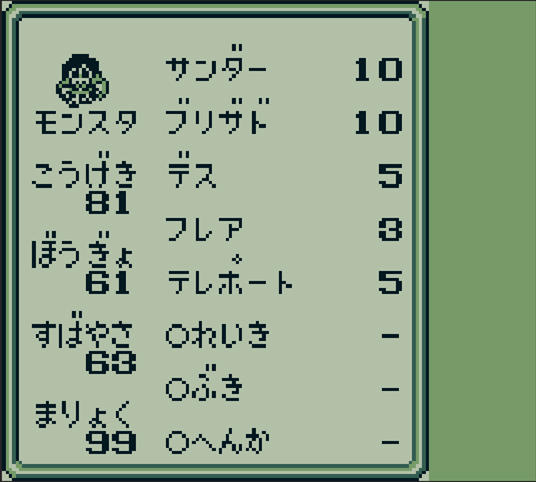 サンダー 10
モンスタ ブリザド 10
こうげき デス 5
81
フレア 3
ぼうぎょ
61 テレポート 5
すばやさ ○れいき -
63
○ぶき -
まりょく
99 ○へんか -